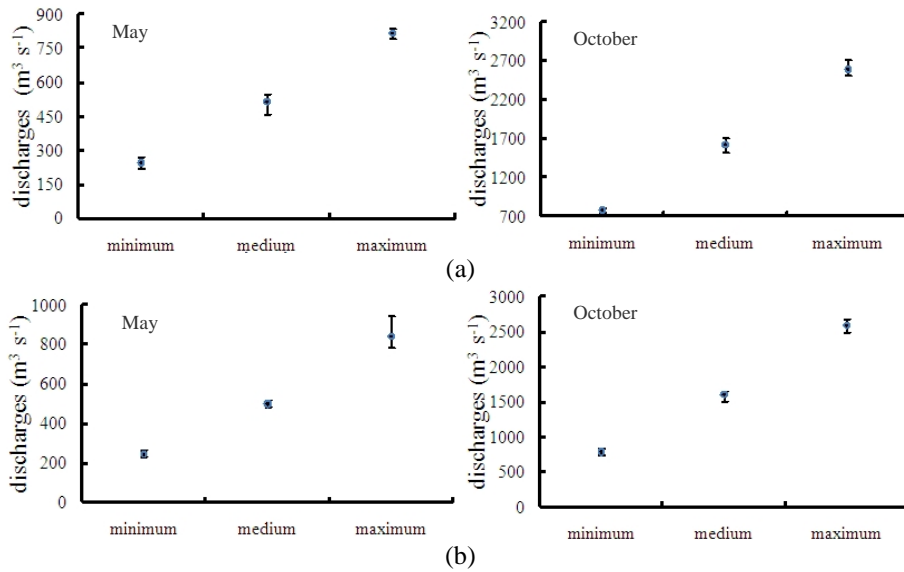 900
750
600
450
300
150
0
discharges (m³ s⁻¹)
May
minimum medium maximum
3200
2700
2200
1700
1200
700
discharges (m³ s⁻¹)
October
minimum medium maximum
(a)
1000
800
600
400
200
0
discharges (m³ s⁻¹)
May
minimum medium maximum
3000
2500
2000
1500
1000
500
0
discharges (m³ s⁻¹)
October
minimum medium maximum
(b)